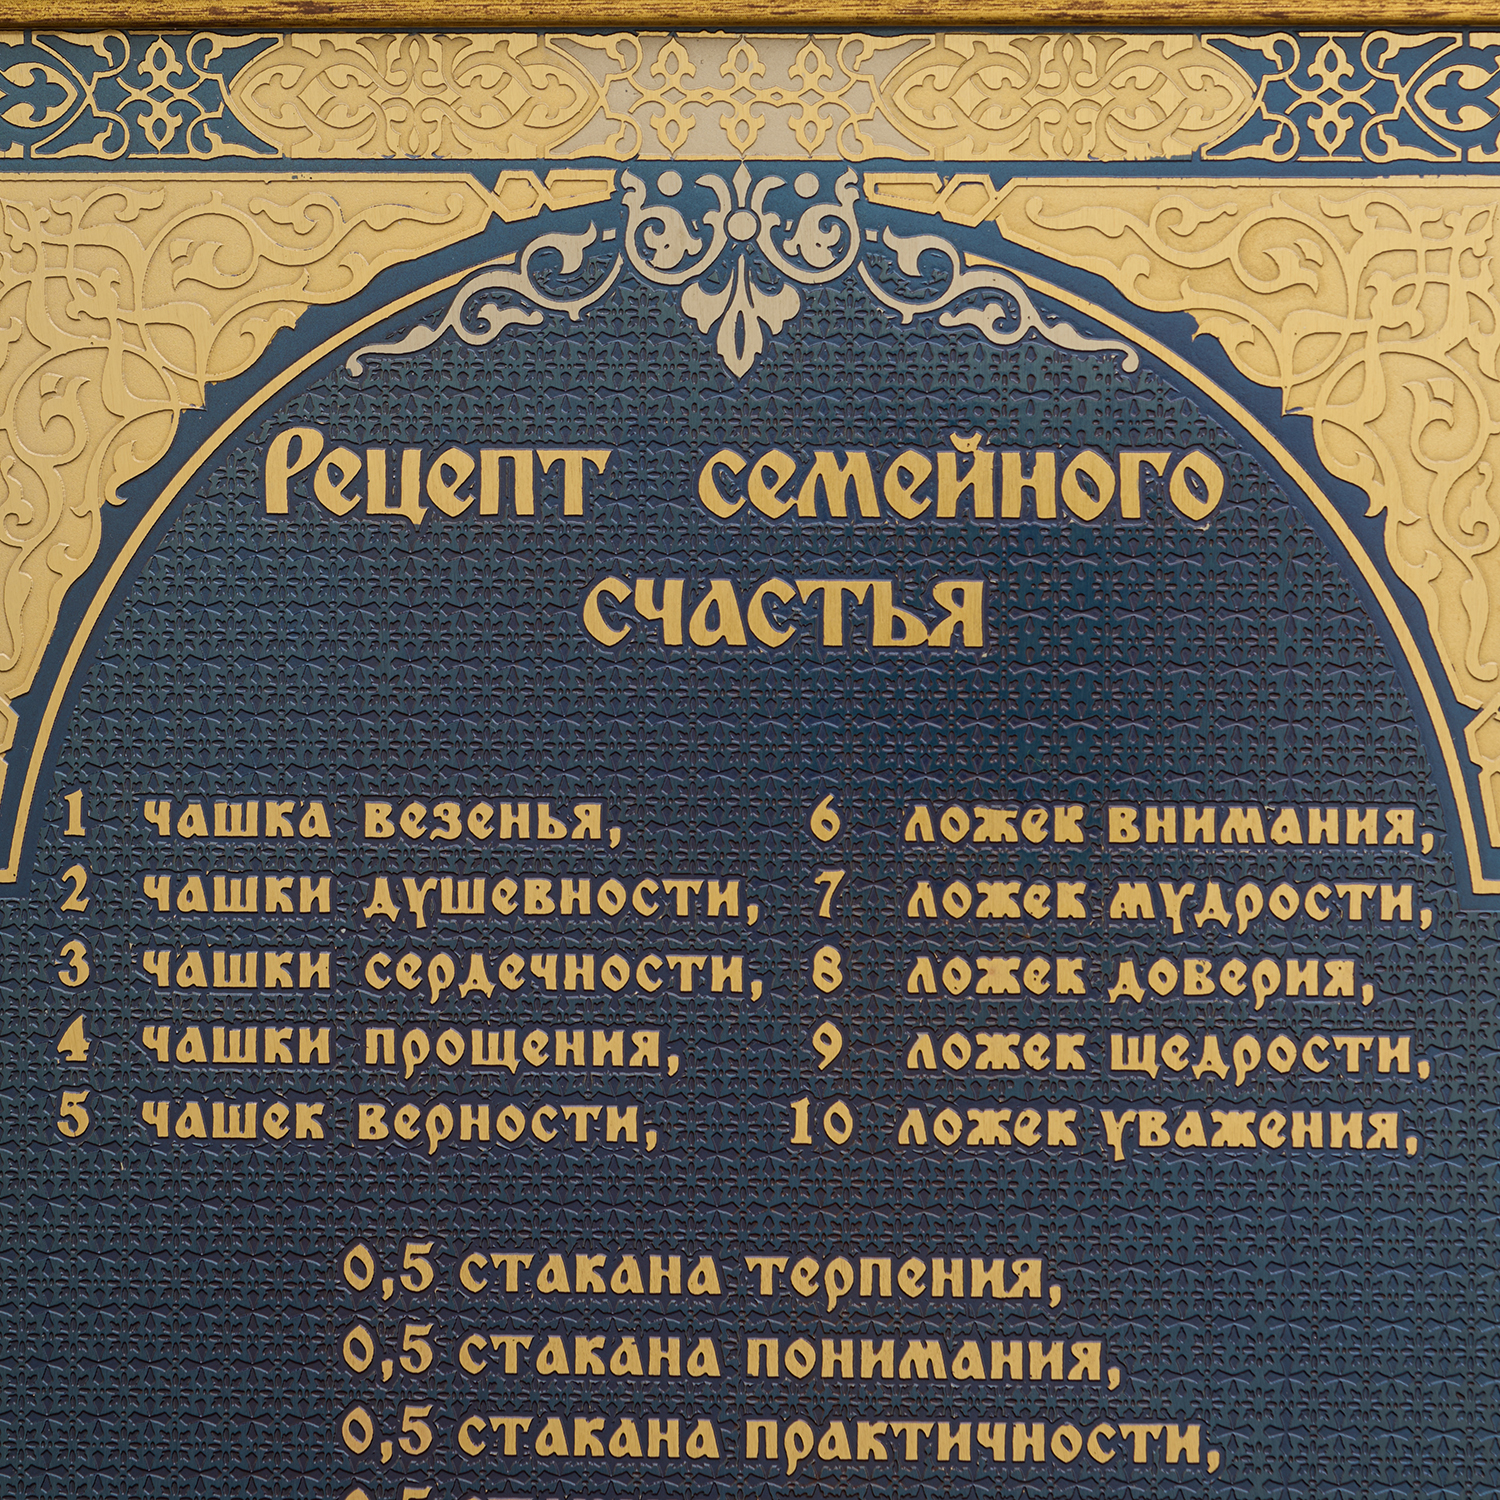 Рецепт семейного
счастья
1 чашка везенья,
2 чашки душевности,
3 чашки сердечности,
4 чашки прощения,
5 чашек верности,
6 ложек внимания,
7 ложек мудрости,
8 ложек доверия,
9 ложек щедрости,
10 ложек уважения,
0,5 стакана терпения,
0,5 стакана понимания,
0,5 стакана практичности,
0,5